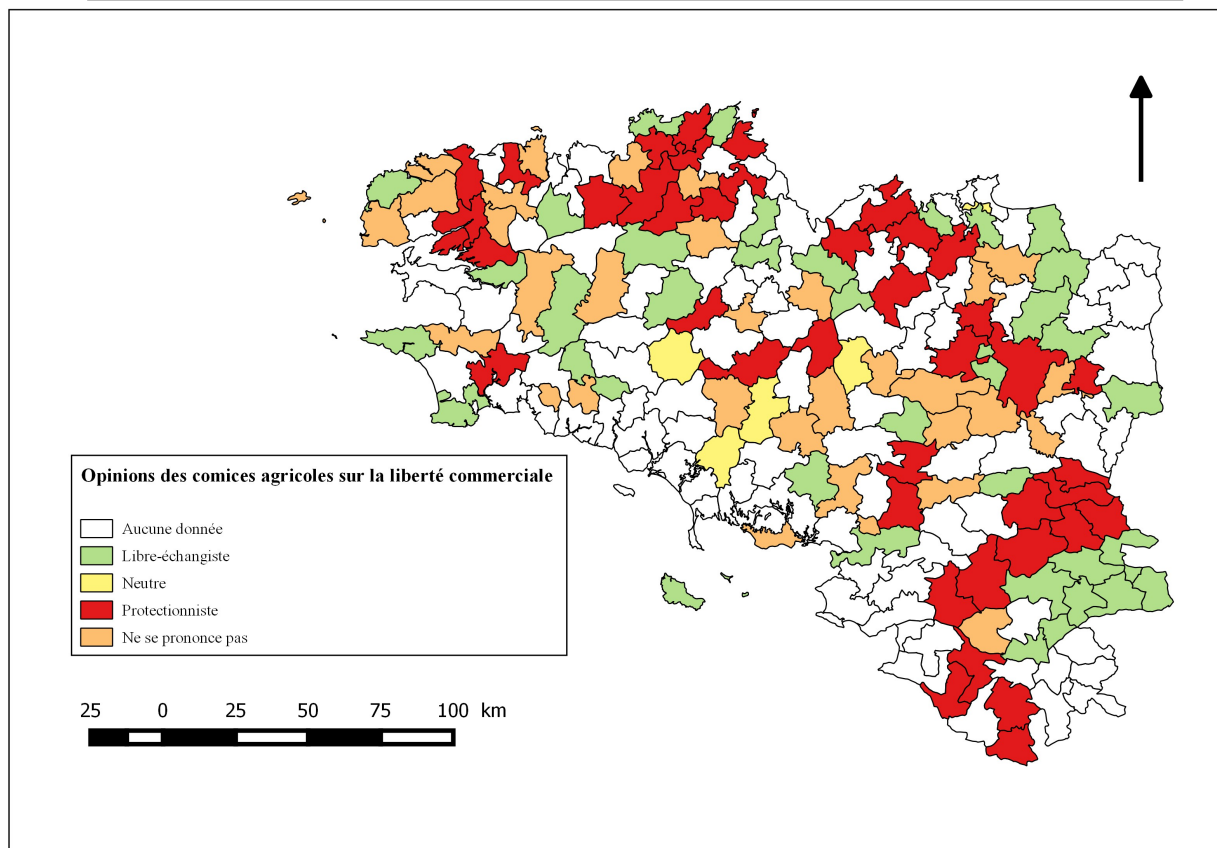 Opinions des comices agricoles sur la liberté commerciale
Aucune donnée
Libre-échangiste
Neutre
Protectionniste
Ne se prononce pas
25 0 25 50 75 100 km